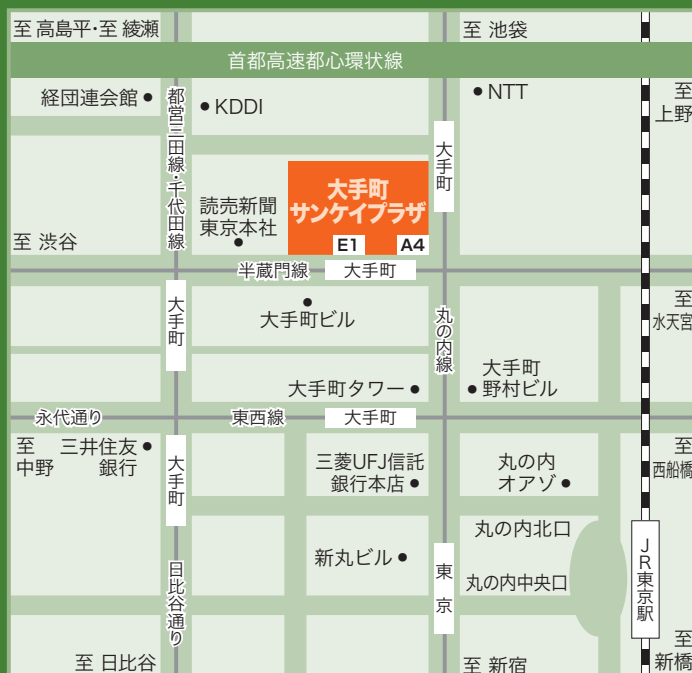 至 高島平・至 綾瀬
至 池袋
首都高速都心環状線
経団連会館
都営三田線・千代田線
KDDI
NTT
至
上野
大手町
大手町
サンケイプラザ
E1
A4
読売新聞
東京本社
至 渋谷
半蔵門線
大手町
至
水天宮
大手町
大手町ビル
丸の内線
大手町タワー
大手町
野村ビル
永代通り
東西線
大手町
至
中野
三井住友
銀行
大手町
三菱UFJ信託
銀行本店
丸の内
オアゾ
至
西船橋
丸の内北口
JR東京駅
新丸ビル
東京
丸の内中央口
日比谷通り
至 日比谷
至 新宿
至
新橋